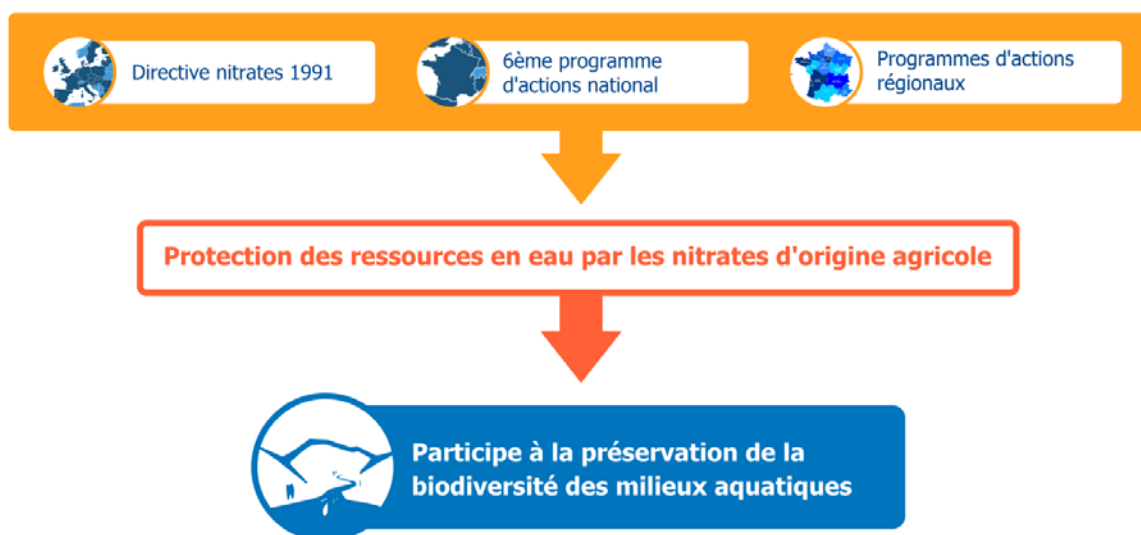 Directive nitrates 1991
6ème programme
d'actions national
Programmes d'actions
régionaux
Protection des ressources en eau par les nitrates d'origine agricole
Participe à la préservation de la
biodiversité des milieux aquatiques